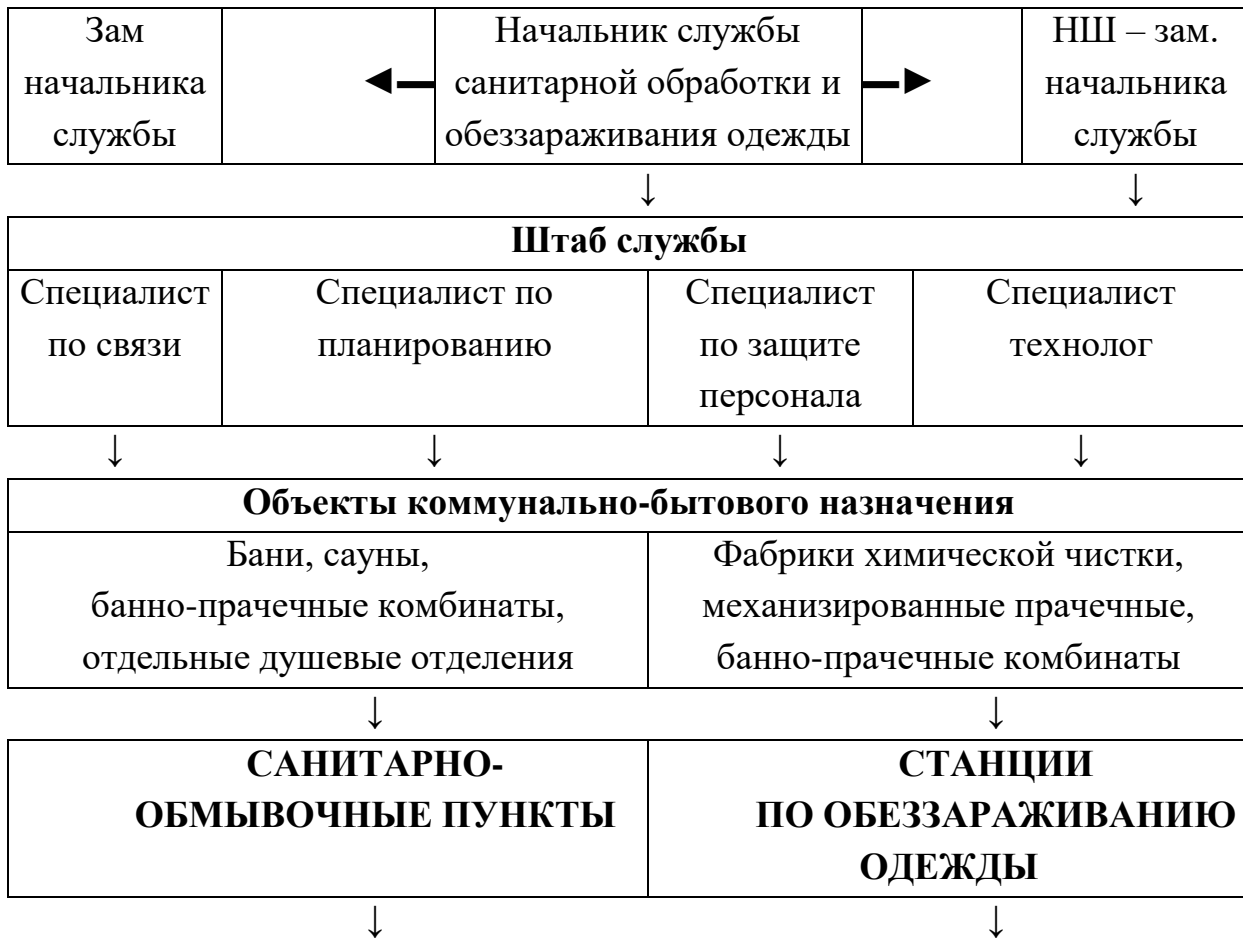 Зам
начальника
службы
Начальник службы
санитарной обработки и
обеззараживания одежды
НШ – зам.
начальника
службы
Штаб службы
Специалист
по связи
Специалист по
планированию
Специалист
по защите
персонала
Специалист
технолог
Объекты коммунально-бытового назначения
Бани, сауны,
банно-прачечные комбинаты,
отдельные душевые отделения
Фабрики химической чистки,
механизированные прачечные,
банно-прачечные комбинаты
САНИТАРНО-
ОБМЫВОЧНЫЕ ПУНКТЫ
СТАНЦИИ
ПО ОБЕЗЗАРАЖИВАНИЮ
ОДЕЖДЫ